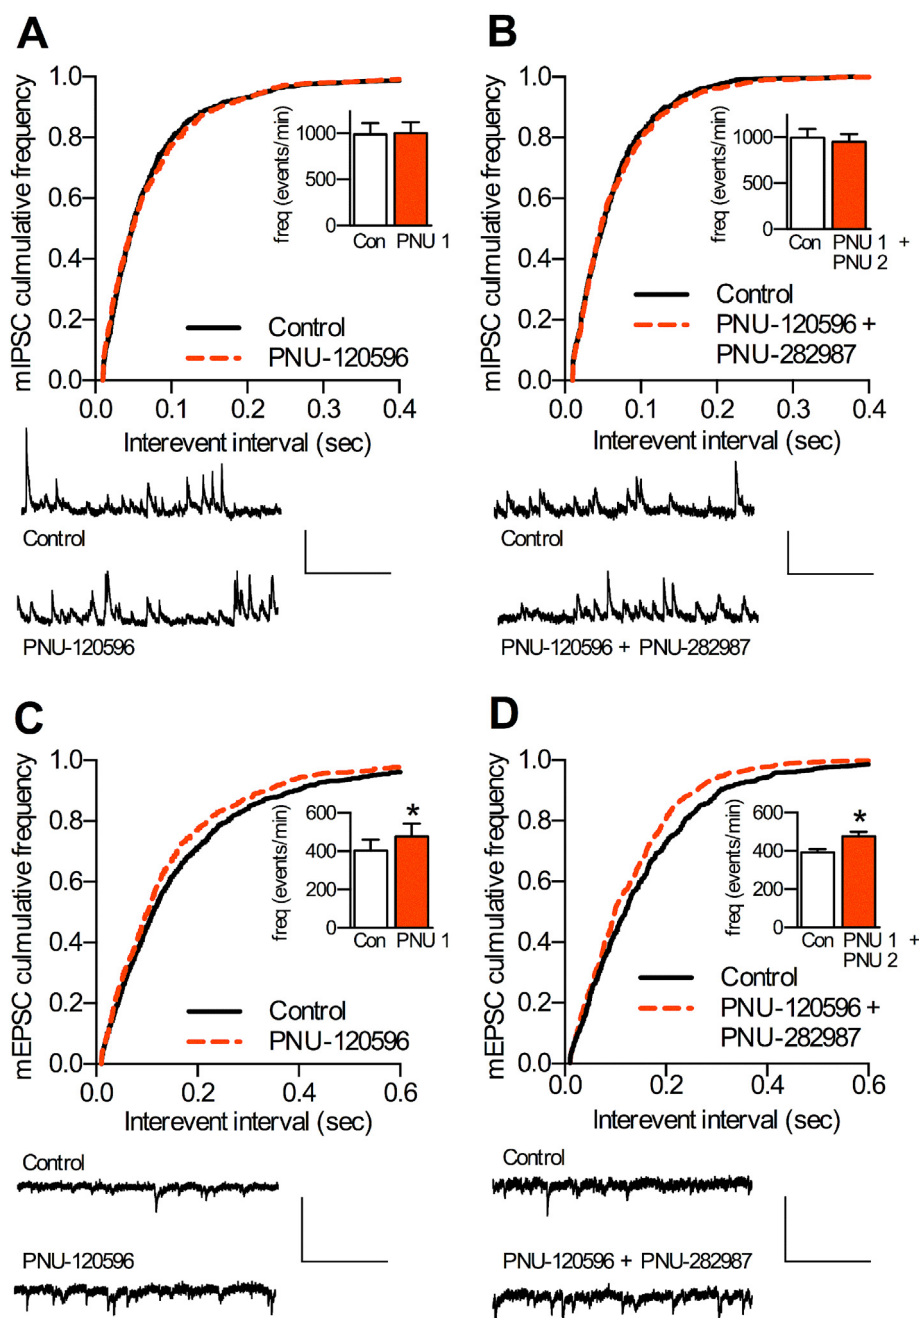 A
mIPSC culmulative frequency
1.0
0.8
0.6
0.4
0.2
0.0
0.0 0.1 0.2 0.3 0.4
Interevent interval (sec)
freq (events/min)
1000
500
0
Con PNU 1
Control
PNU-120596
Control
PNU-120596
B
mIPSC culmulative frequency
1.0
0.8
0.6
0.4
0.2
0.0
0.0 0.1 0.2 0.3 0.4
Interevent interval (sec)
freq (events/min)
1000
500
0
Con PNU 1 +
PNU 2
Control
PNU-120596 +
PNU-282987
Control
PNU-120596 + PNU-282987
C
mEPSC culmulative frequency
1.0
0.8
0.6
0.4
0.2
0.0
0.0 0.2 0.4 0.6
Interevent interval (sec)
freq (events/min)
600
400
200
0
*
Con PNU 1
Control
PNU-120596
Control
PNU-120596
D
mEPSC culmulative frequency
1.0
0.8
0.6
0.4
0.2
0.0
0.0 0.2 0.4 0.6
Interevent interval (sec)
freq (events/min)
600
400
200
0
*
Con PNU 1 +
PNU 2
Control
PNU-120596 +
PNU-282987
Control
PNU-120596 + PNU-282987